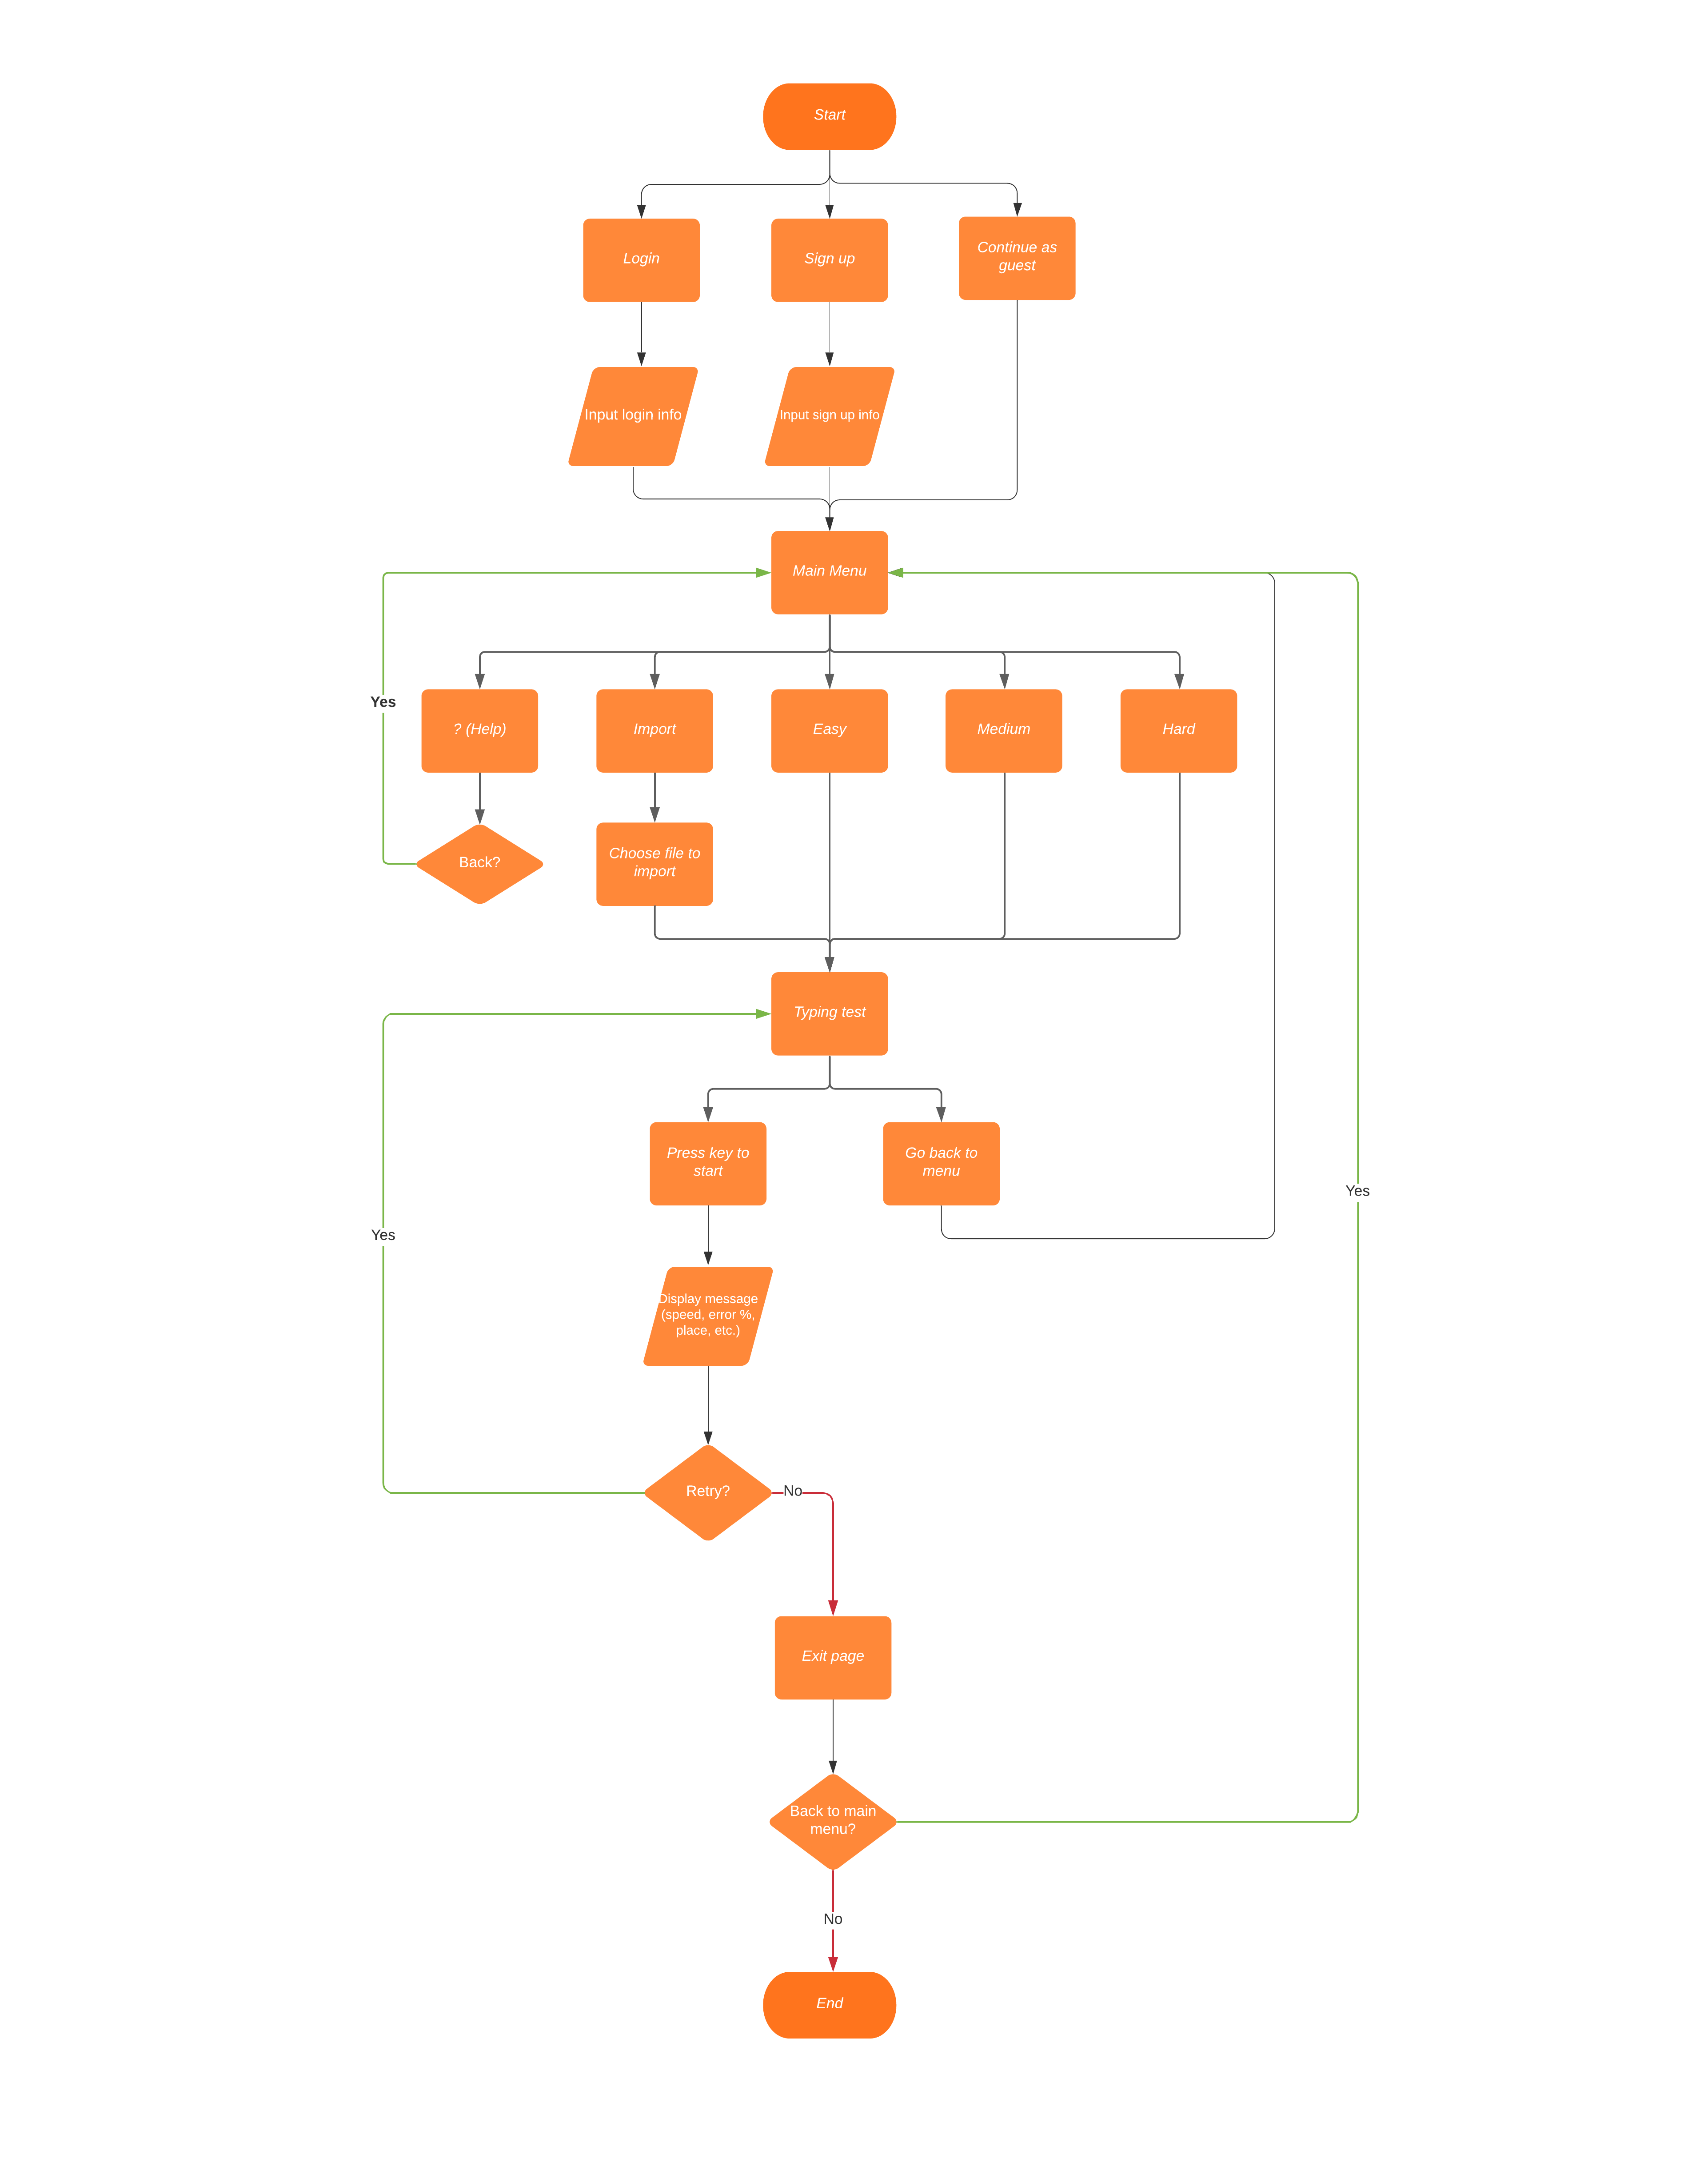 Start
Login
Sign up
Continue as
guest
Input login info
Input sign up info
Main Menu
Yes
? (Help)
Import
Easy
Medium
Hard
Back?
Choose file to
import
Typing test
Press key to
start
Go back to
menu
Yes
Yes
Display message
(speed, error %,
place, etc.)
Retry?
No
Exit page
Back to main
menu?
No
End